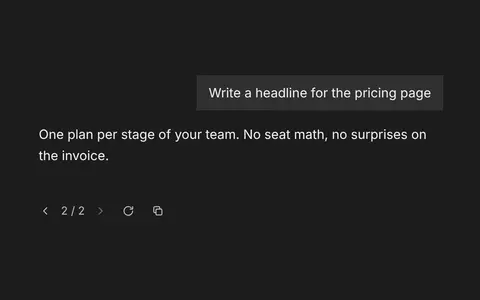 Write a headline for the pricing page
One plan per stage of your team. No seat math, no surprises on
the invoice.
2 / 2